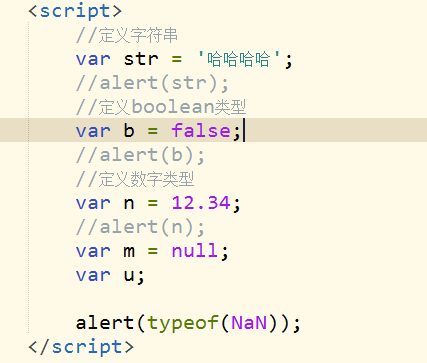 <script>
//定义字符串
var str = '哈哈哈哈';
//alert(str);
//定义boolean类型
var b = false;
//alert(b);
//定义数字类型
var n = 12.34;
//alert(n);
var m = null;
var u;
alert(typeof(NaN));
</script>